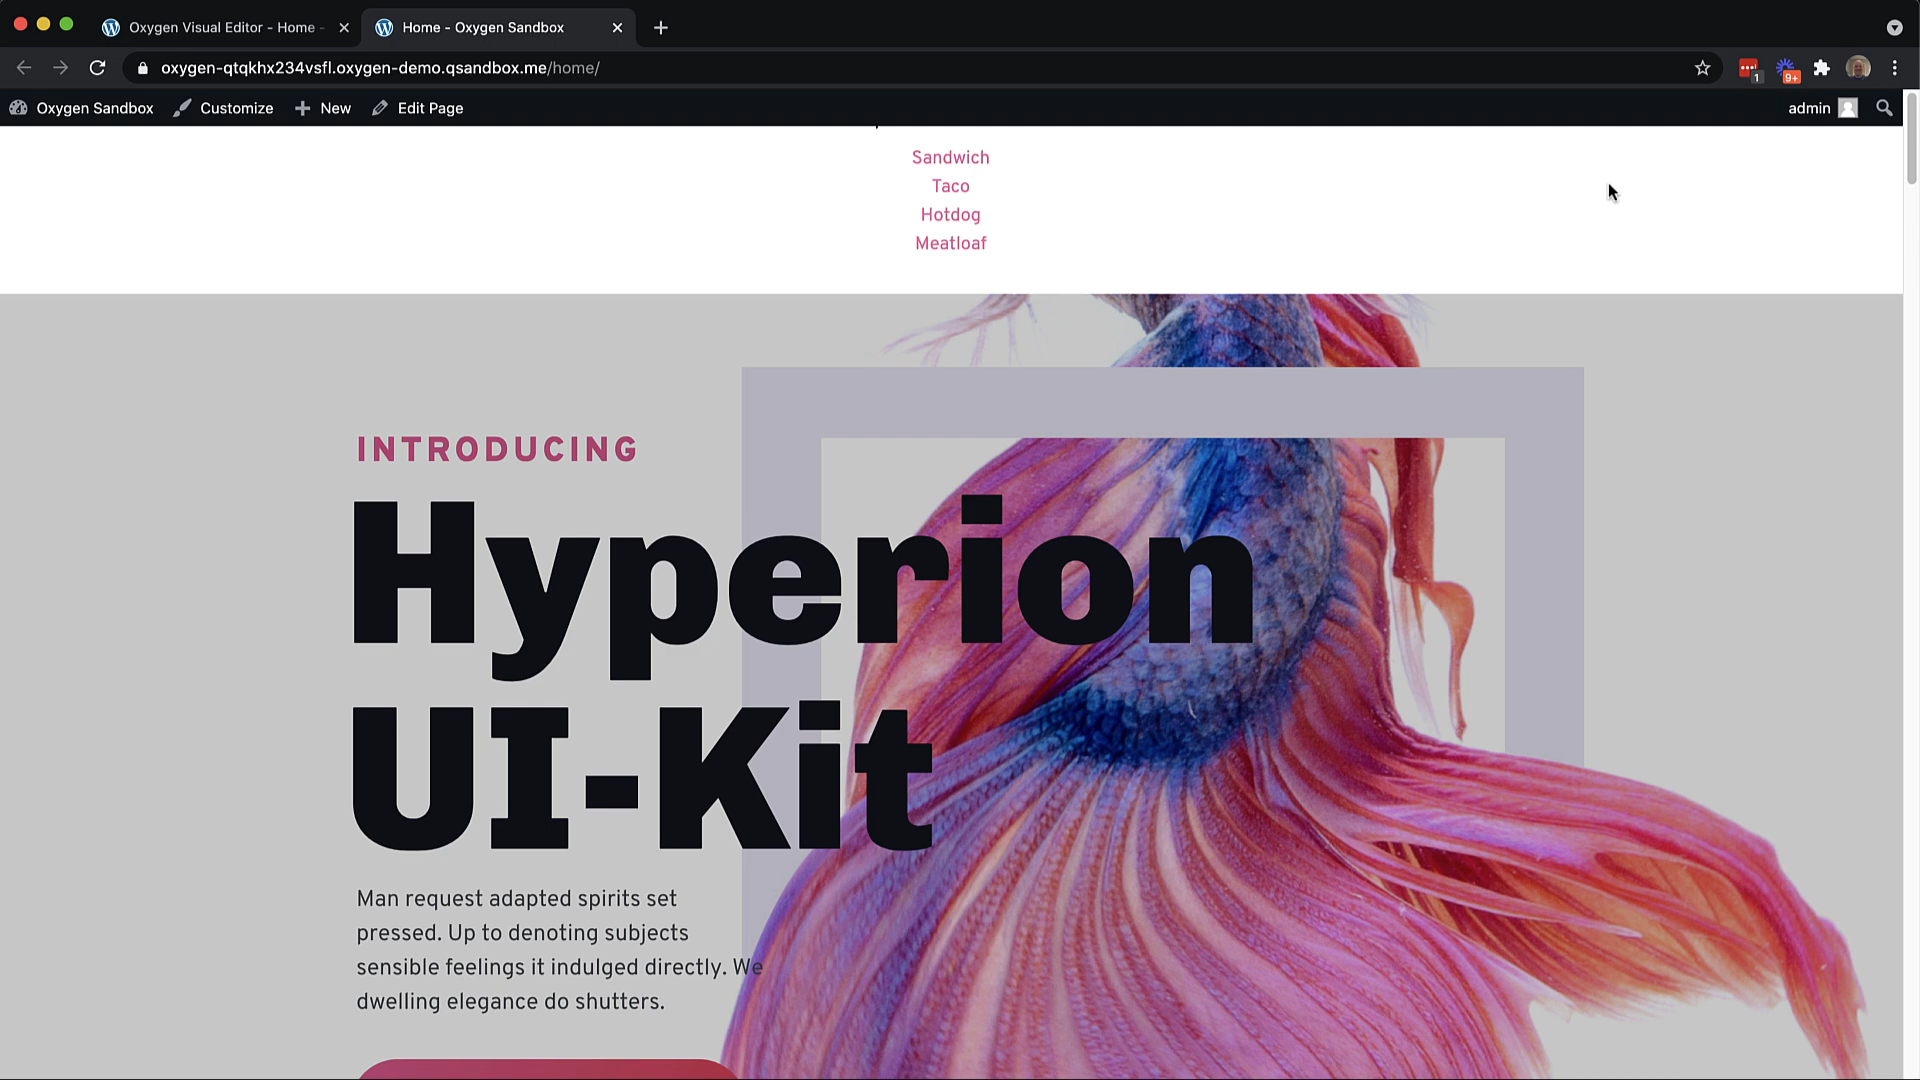 Oxygen Visual Editor - Home -
Home - Oxygen Sandbox
oxygen-qtqkhx234vsfl.oxygen-demo.qsandbox.me/home/
1
9+
Oxygen Sandbox
Customize
New
Edit Page
admin
Sandwich
Taco
Hotdog
Meatloaf
INTRODUCING
Hyperion
UI-Kit
Man request adapted spirits set
pressed. Up to denoting subjects
sensible feelings it indulged directly. We
dwelling elegance do shutters.